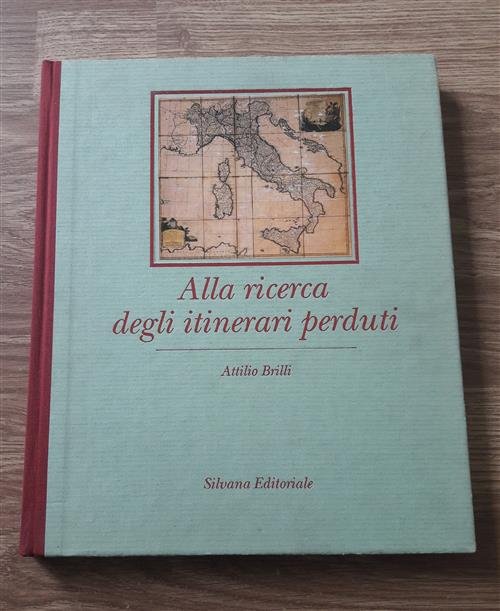 Alla ricerca
degli itinerari perduti
Attilio Brilli
Silvana Editoriale